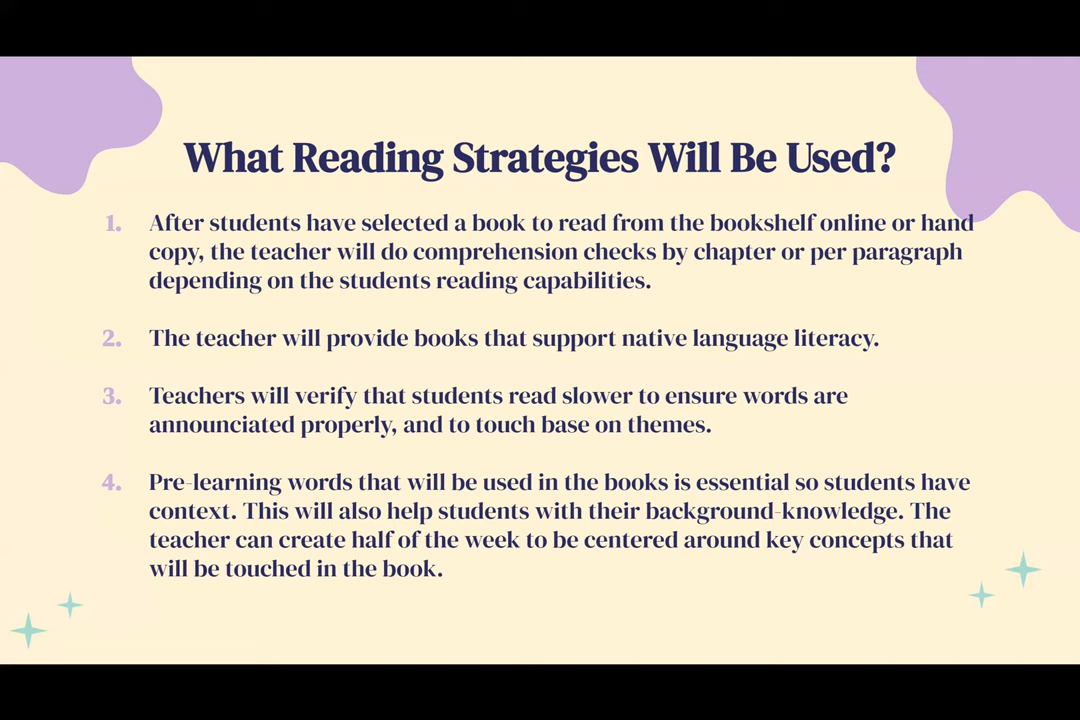 What Reading Strategies Will Be Used?
1. After students have selected a book to read from the bookshelf online or hand
copy, the teacher will do comprehension checks by chapter or per paragraph
depending on the students reading capabilities.
2. The teacher will provide books that support native language literacy.
3. Teachers will verify that students read slower to ensure words are
announciated properly, and to touch base on themes.
4. Pre-learning words that will be used in the books is essential so students have
context. This will also help students with their background-knowledge. The
teacher can create half of the week to be centered around key concepts that
will be touched in the book.